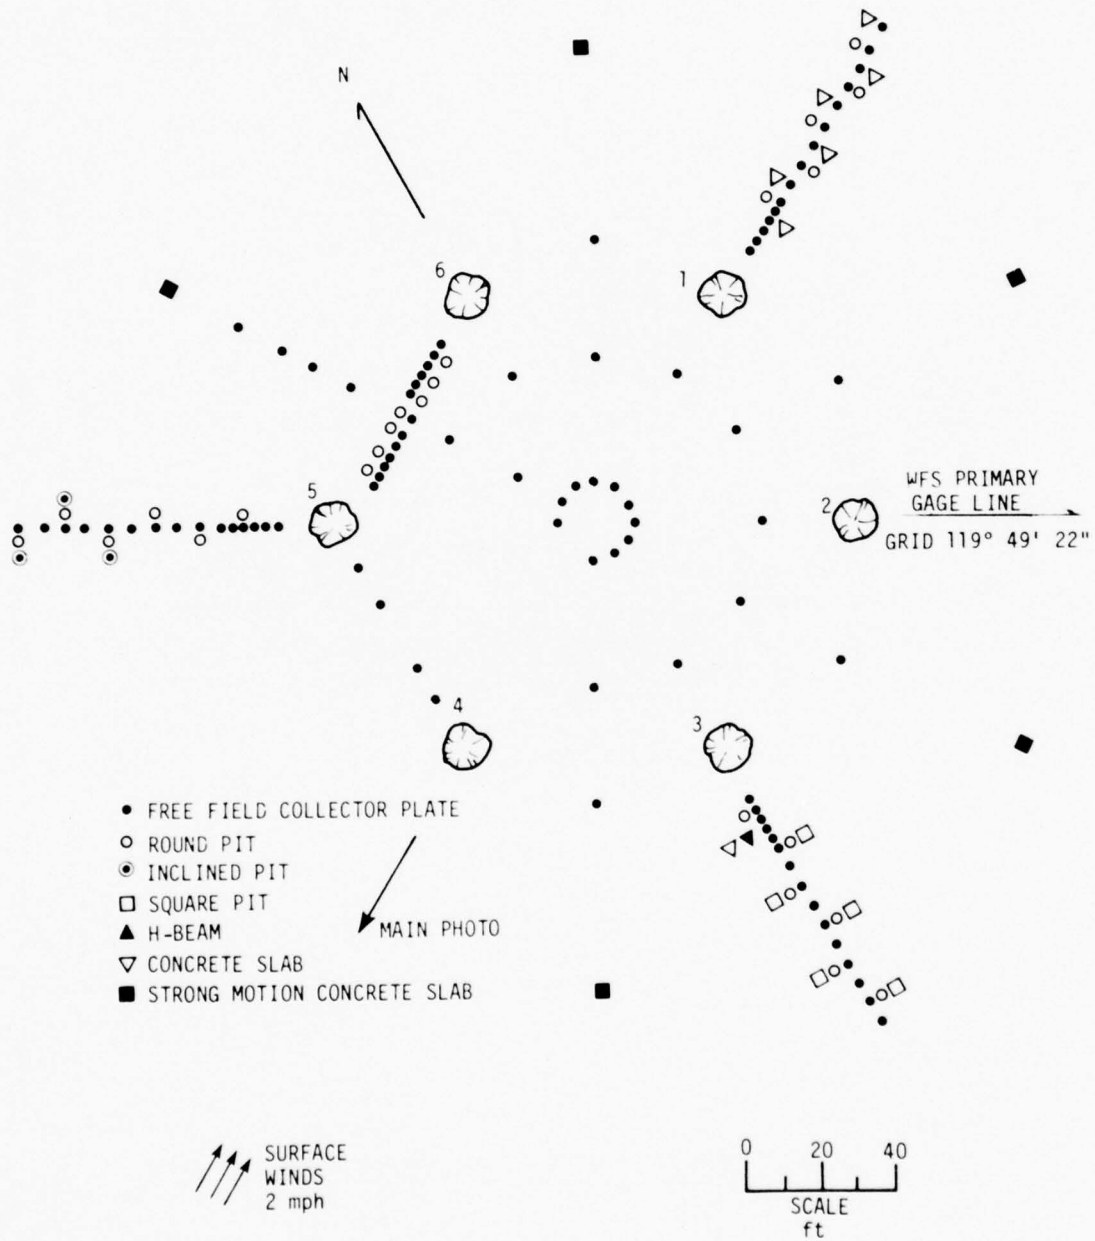 N
6
1
5
2
WFS PRIMARY
GAGE LINE
GRID 119° 49' 22"
4
3
FREE FIELD COLLECTOR PLATE
ROUND PIT
INCLINED PIT
SQUARE PIT
H-BEAM
MAIN PHOTO
CONCRETE SLAB
STRONG MOTION CONCRETE SLAB
SURFACE
WINDS
2 mph
0 20 40
SCALE
ft